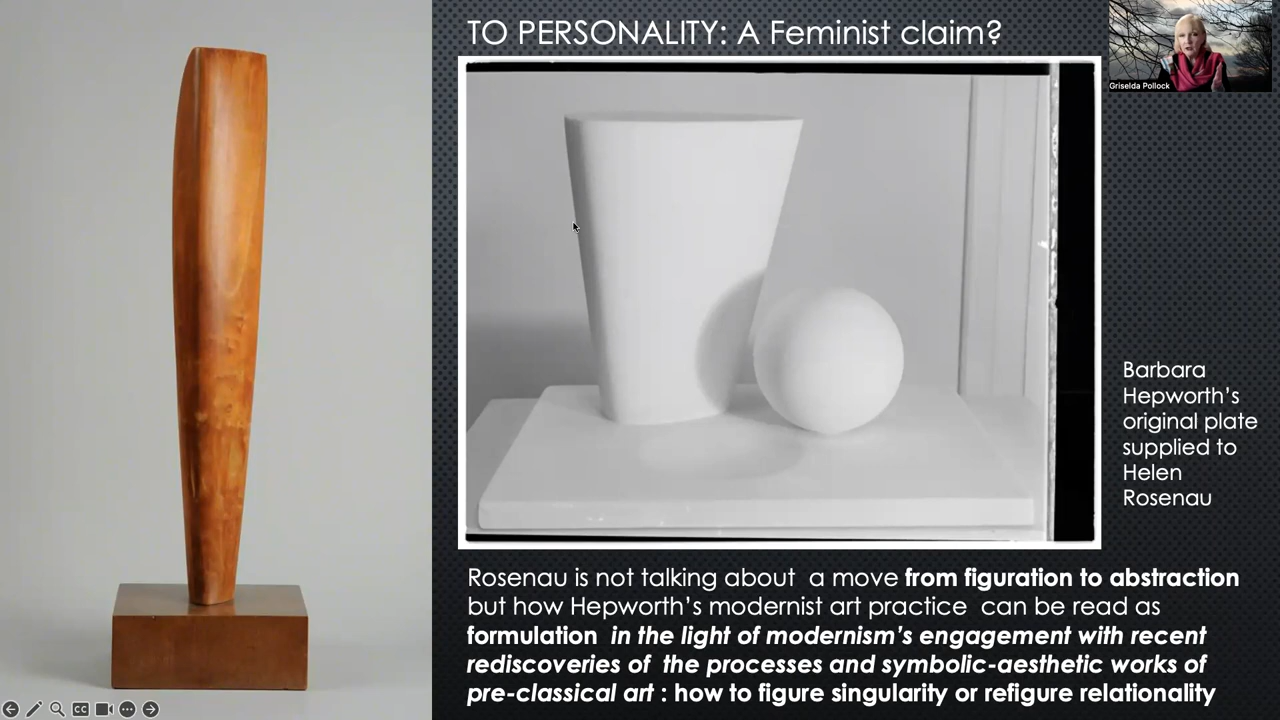 TO PERSONALITY: A Feminist claim?
Griselda Pollock
Barbara
Hepworth’s
original plate
supplied to
Helen
Rosenau
Rosenau is not talking about a move from figuration to abstraction
but how Hepworth’s modernist art practice can be read as
formulation in the light of modernism’s engagement with recent
rediscoveries of the processes and symbolic-aesthetic works of
pre-classical art : how to figure singularity or refigure relationality
CC